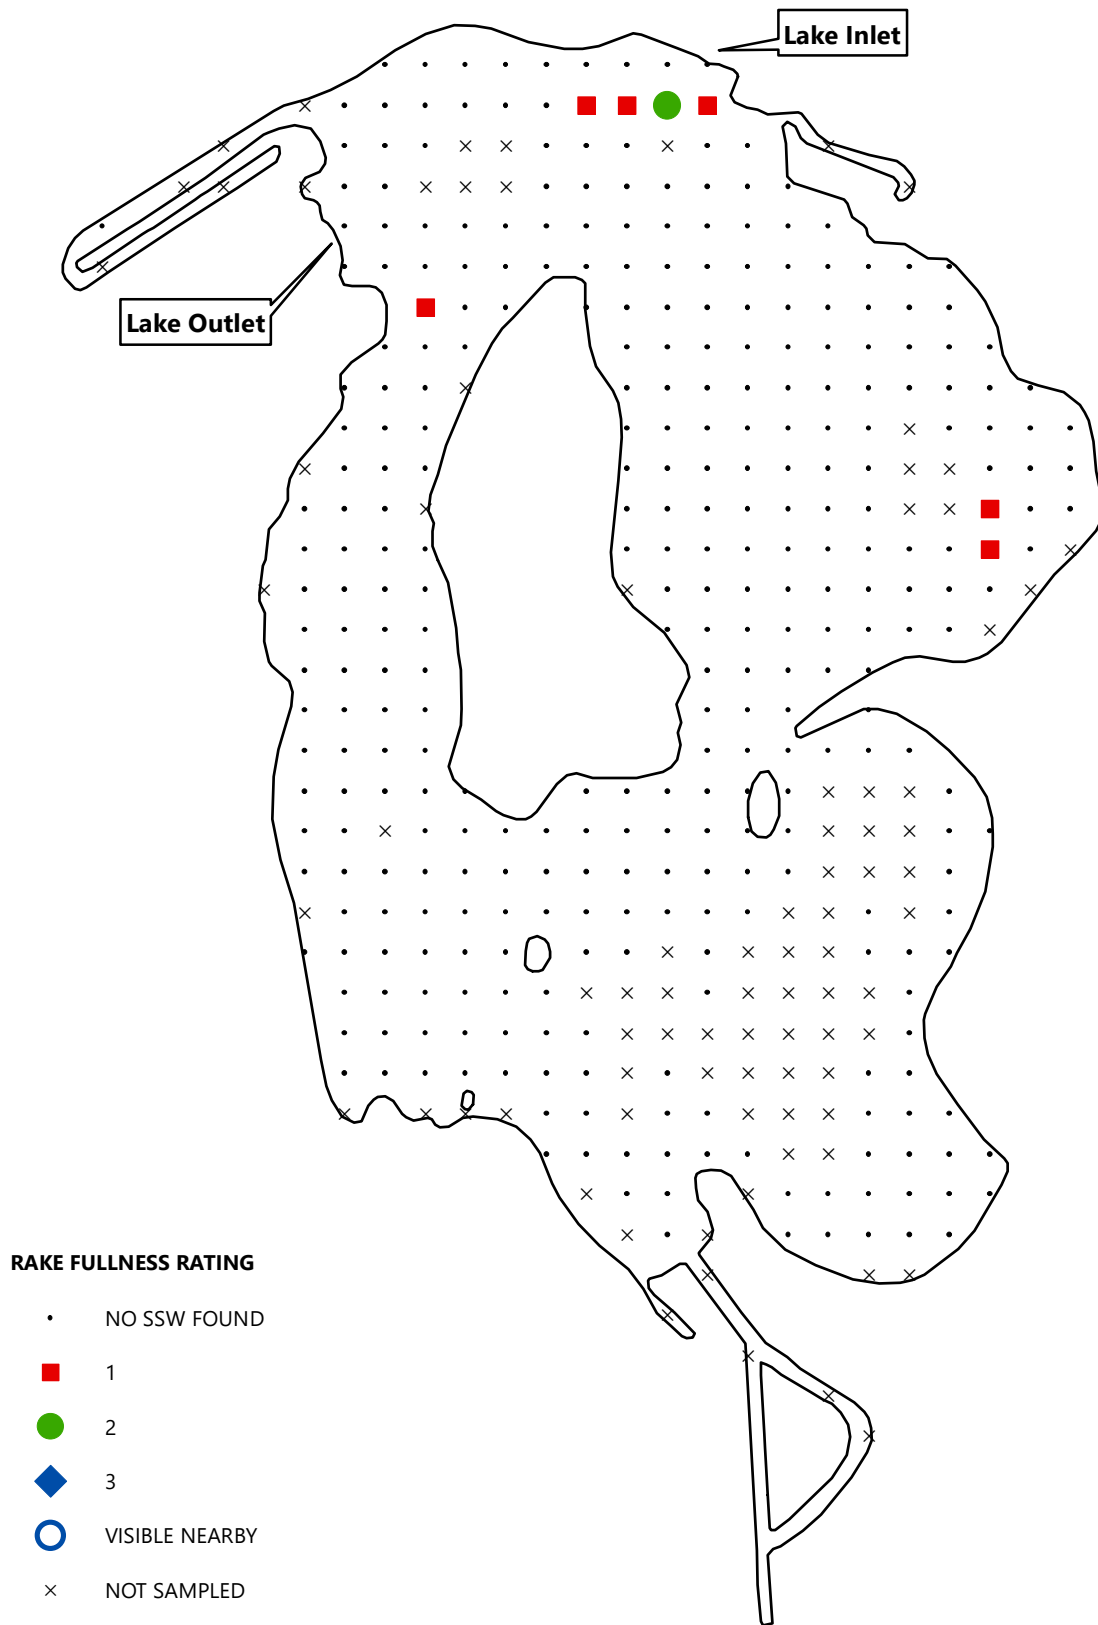 Lake Inlet
Lake Outlet
RAKE FULLNESS RATING
NO SSW FOUND
1
2
3
VISIBLE NEARBY
NOT SAMPLED